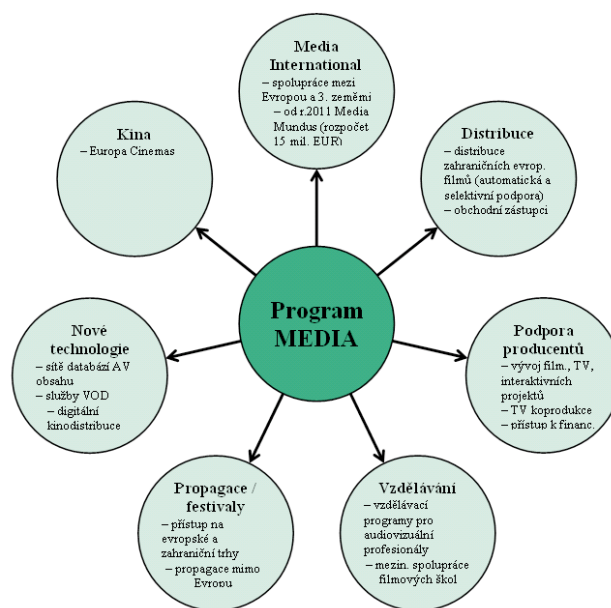 Media
International
– spolupráce mezi
Evropou a 3. zeměmi
– od r.2011 Media
Mundus (rozpočet
15 mil. EUR)
Distribuce
– distribuce
zahraničních evrop.
filmů (automatická a
selektivní podpora)
– obchodní zástupci
Podpora
producentů
– vývoj film., TV,
interaktivních
projektů
– TV koprodukce
– přístup k financ.
Vzdělávání
– vzdělávací
programy pro
audiovizuální
profesionály
– mezin. spolupráce
filmových škol
Propagace /
festivaly
– přístup na
evropské a
zahraniční trhy
– propagace mimo
Evropu
Nové
technologie
– sítě databází AV
obsahu
– služby VOD
– digitální
kinodistribuce
Kina
– Europa Cinemas
Program
MEDIA